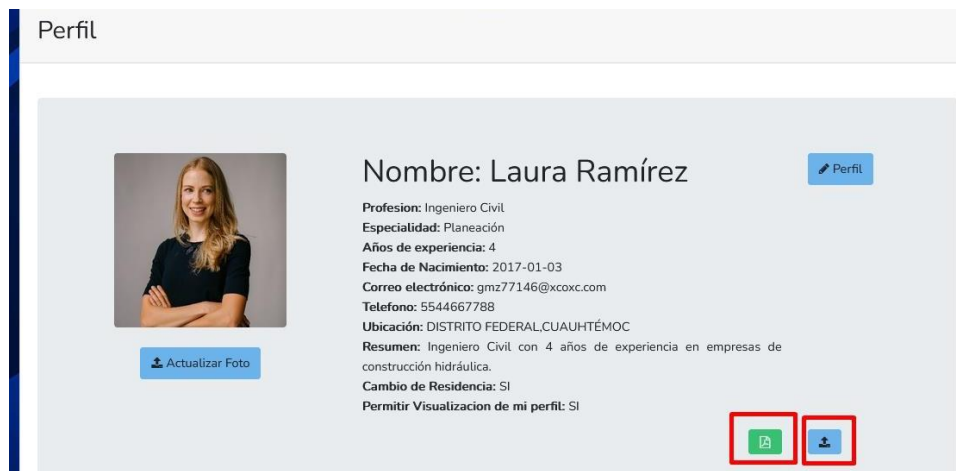 Perfil
Nombre: Laura Ramírez
Perfil
Profesion: Ingeniero Civil
Especialidad: Planeación
Años de experiencia: 4
Fecha de Nacimiento: 2017-01-03
Correo electrónico: gmz77146@xcoxc.com
Telefono: 5544667788
Ubicación: DISTRITO FEDERAL,CUAUHTÉMOC
Resumen: Ingeniero Civil con 4 años de experiencia en empresas de
construcción hidráulica.
Cambio de Residencia: SI
Permitir Visualizacion de mi perfil: SI
Actualizar Foto